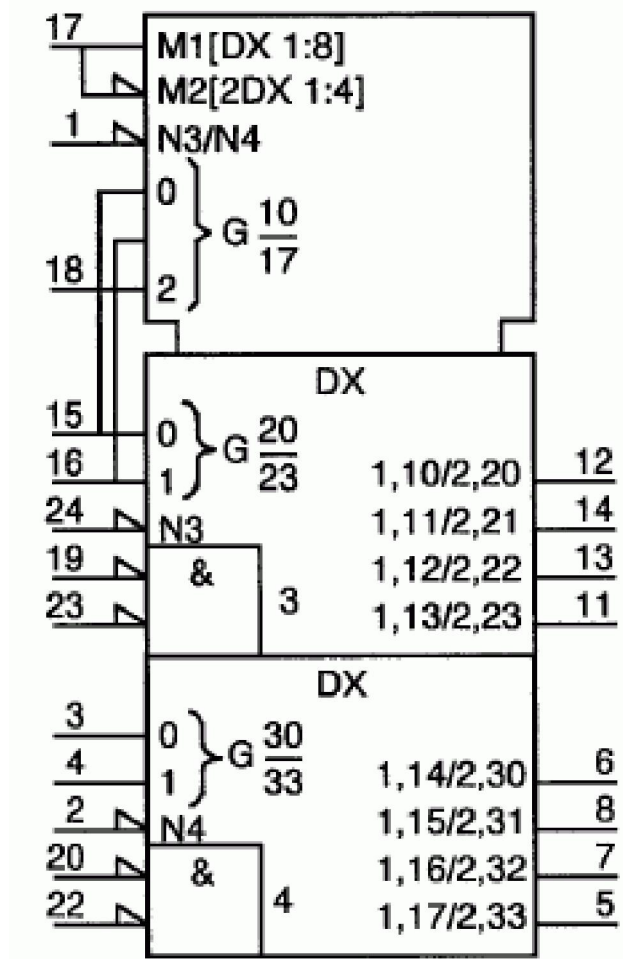 17 M1[DX 1:8]
M2[2DX 1:4]
1 N3/N4
0
G 10
17
18 2
DX
15 0
G 20
23
16 1
1,10/2,20 12
24 N3
1,11/2,21 14
19 &
1,12/2,22 13
23 3
1,13/2,23 11
DX
3 0
G 30
33
4 1
1,14/2,30 6
2 N4
1,15/2,31 8
20 &
1,16/2,32 7
22 4
1,17/2,33 5